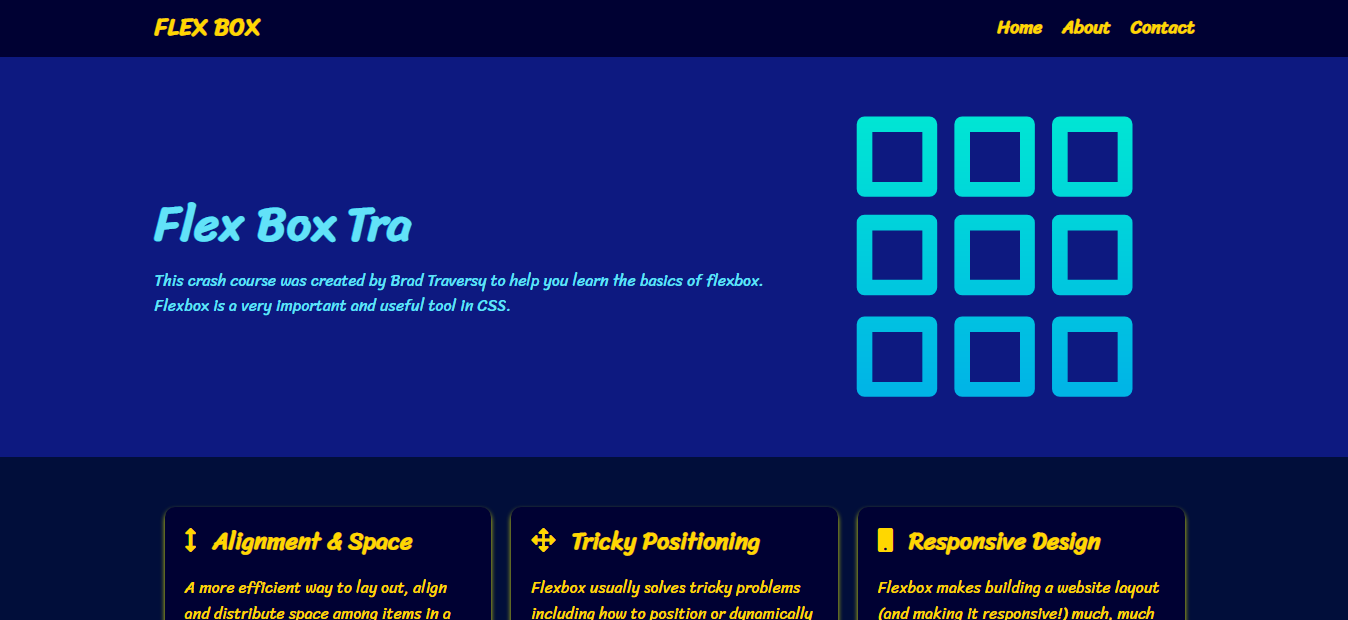 FLEX BOX
Home About Contact
Flex Box Tra
This crash course was created by Brad Traversy to help you learn the basics of flexbox.
Flexbox is a very important and useful tool in CSS.
Alignment & Space
A more efficient way to lay out, align
and distribute space among items in a
Tricky Positioning
Flexbox usually solves tricky problems
including how to position or dynamically
Responsive Design
Flexbox makes building a website layout
(and making it responsive!) much, much